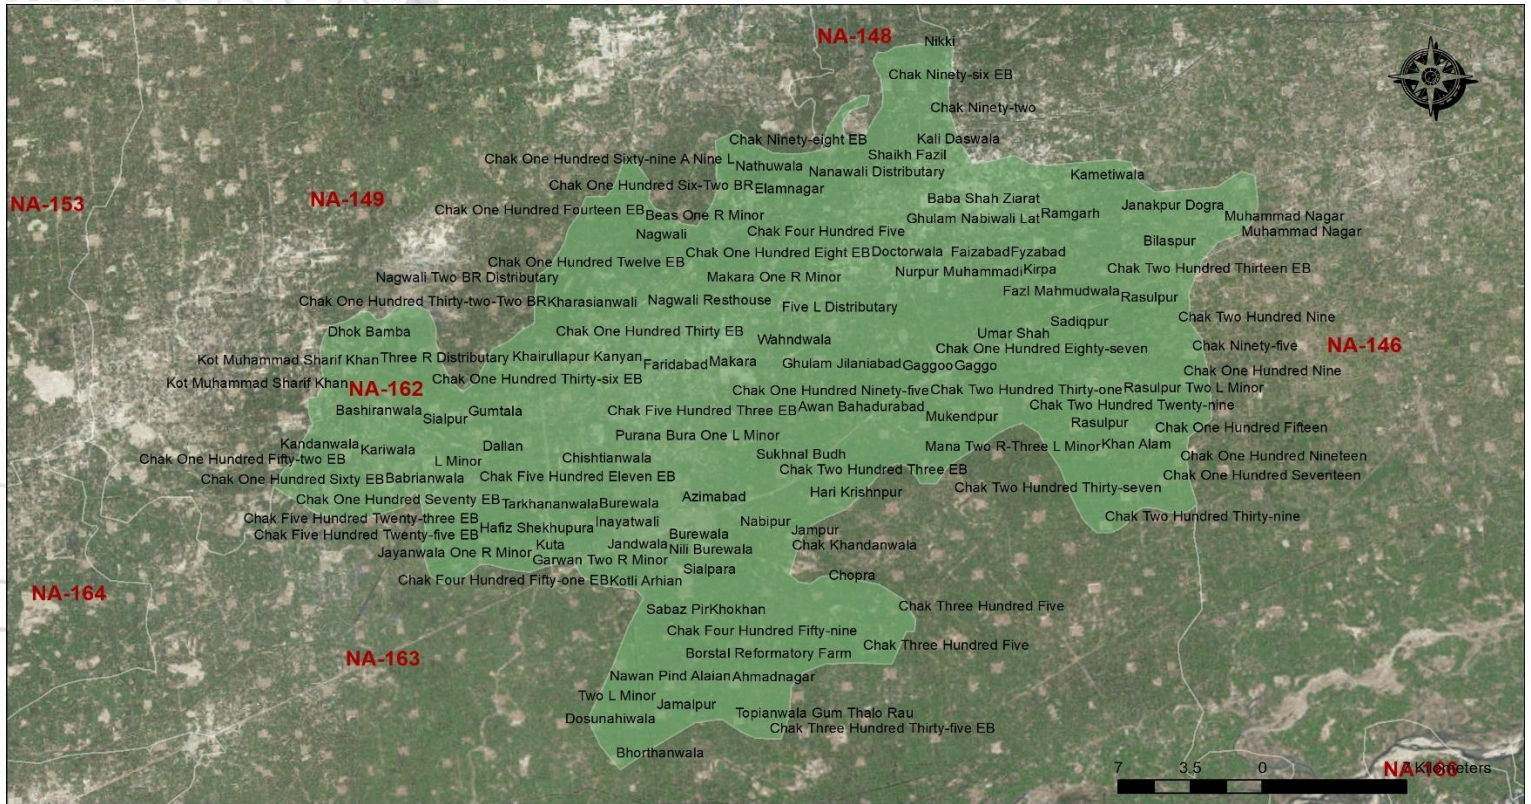 NA-148
Nikki
Chak Ninety-six EB
Chak Ninety-two
Chak Ninety-eight EB
Kali Daswala
Shaikh Fazil
Chak One Hundred Sixty-nine A Nine L
Nathuwala
Nanawali Distributary
Kametiwala
Chak One Hundred Six-Two BR
Elamnagar
NA-153
NA-149
Baba Shah Ziarat
Janakpur Dogra
Chak One Hundred Fourteen EB
Beas One R Minor
Ghulam Nabiwali Lat
Ramgarh
Muhammad Nagar
Nagwali
Chak Four Hundred Five
Muhammad Nagar
Bilaspur
Chak One Hundred Eight EB
Doctorwala
Faizabad
Fyzabad
Chak One Hundred Twelve EB
Nagwali Two BR Distributary
Makara One R Minor
Nurpur Muhammadi
Kirpa
Chak Two Hundred Thirteen EB
Chak One Hundred Thirty-two-Two BR
Kharasianwali
Nagwali Resthouse
Five L Distributary
Fazl Mahmudwala
Rasulpur
Dhok Bamba
Chak One Hundred Thirty EB
Wahndwala
Umar Shah
Sadiqpur
Chak Two Hundred Nine
Chak One Hundred Eighty-seven
Chak Ninety-five
NA-146
Kot Muhammad Sharif Khan
Three R Distributary
Khairullapur Kanyan
Faridabad
Makara
Ghulam Jilaniabad
Gaggoo
Gaggo
Chak One Hundred Nine
Kot Muhammad Sharif Khan
NA-162
Chak One Hundred Thirty-six EB
Chak One Hundred Ninety-five
Chak Two Hundred Thirty-one
Rasulpur Two L Minor
Bashiranwala
Sialpur
Gumtala
Chak Five Hundred Three EB
Awan Bahadurabad
Mukendpur
Chak Two Hundred Twenty-nine
Rasulpur
Chak One Hundred Fifteen
Kandanwala
Kariwala
Dallan
Purana Bura One L Minor
Mana Two R-Three L Minor
Khan Alam
Chak One Hundred Fifty-two EB
L Minor
Chishtianwala
Sukhnal Budh
Chak One Hundred Nineteen
Chak One Hundred Sixty EB
Babrianwala
Chak Five Hundred Eleven EB
Chak Two Hundred Three EB
Chak One Hundred Seventeen
Chak One Hundred Seventy EB
Tarkhananwala
Burewala
Azimabad
Hari Krishnpur
Chak Two Hundred Thirty-seven
Chak Five Hundred Twenty-three EB
Hafiz Shekhupura
Inayatwali
Nabipur
Chak Two Hundred Thirty-nine
Chak Five Hundred Twenty-five EB
Burewala
Jampur
Jayanwala One R Minor
Kuta
Jandwala
Nili Burewala
Chak Khandanwala
Garwan Two R Minor
Sialpara
Chak Four Hundred Fifty-one EB
Kotli Arhian
Chopra
NA-164
Sabaz Pir
Khokhan
Chak Three Hundred Five
Chak Four Hundred Fifty-nine
NA-163
Borstal Reformatory Farm
Chak Three Hundred Five
Nawan Pind Alaian
Ahmadnagar
Two L Minor
Jamalpur
Dosunahiwala
Topianwala Gum Thalo Rau
Chak Three Hundred Thirty-five EB
Bhorthanwala
7 3.5 0 7 Kilometers